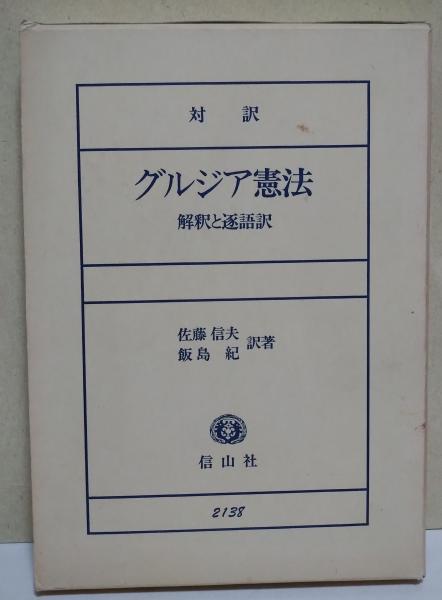 対訳
グルジア憲法
解釈と逐語訳
佐藤信夫
飯島紀 訳著
信山社
2138